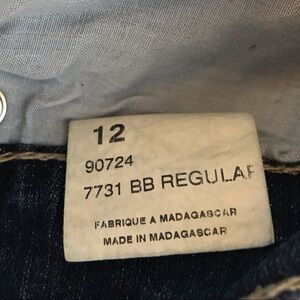 12
90724
7731 BB REGULAR
FABRIQUE A MADAGASCAR
MADE IN MADAGASCAR